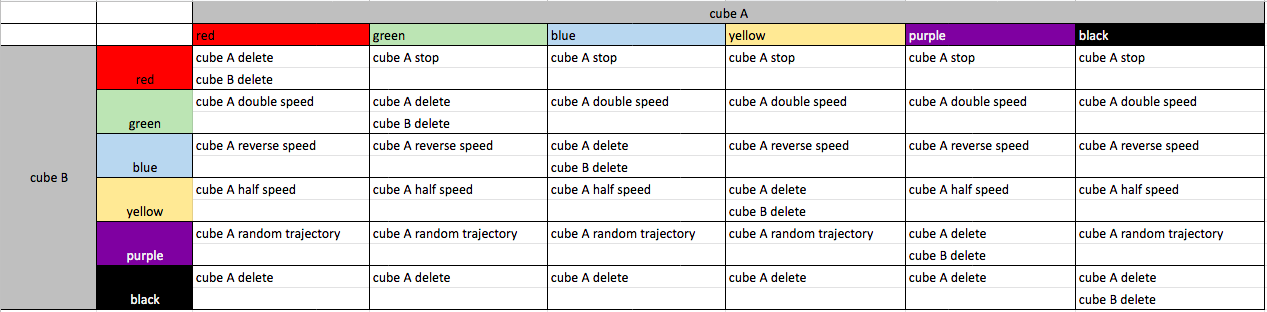 cube A
red green blue yellow purple black
cube A delete cube A stop cube A stop cube A stop cube A stop cube A stop
red cube B delete
cube A double speed cube A delete cube A double speed cube A double speed cube A double speed cube A double speed
green cube B delete
cube A reverse speed cube A reverse speed cube A delete cube A reverse speed cube A reverse speed cube A reverse speed
blue cube B delete
cube B
cube A half speed cube A half speed cube A half speed cube A delete cube A half speed cube A half speed
yellow cube B delete
cube A random trajectory cube A random trajectory cube A random trajectory cube A random trajectory cube A delete cube A random trajectory
purple cube B delete
cube A delete cube A delete cube A delete cube A delete cube A delete cube A delete
black cube B delete